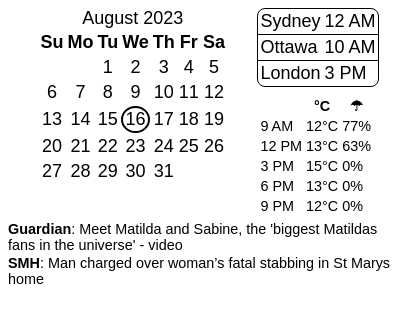 August 2023
Su Mo Tu We Th Fr Sa
1 2 3 4 5
6 7 8 9 10 11 12
13 14 15 16 17 18 19
20 21 22 23 24 25 26
27 28 29 30 31
Sydney 12 AM
Ottawa 10 AM
London 3 PM
°C ☂
9 AM 12°C 77%
12 PM 13°C 63%
3 PM 15°C 0%
6 PM 13°C 0%
9 PM 12°C 0%
Guardian: Meet Matilda and Sabine, the 'biggest Matildas
fans in the universe' - video
SMH: Man charged over woman’s fatal stabbing in St Marys
home